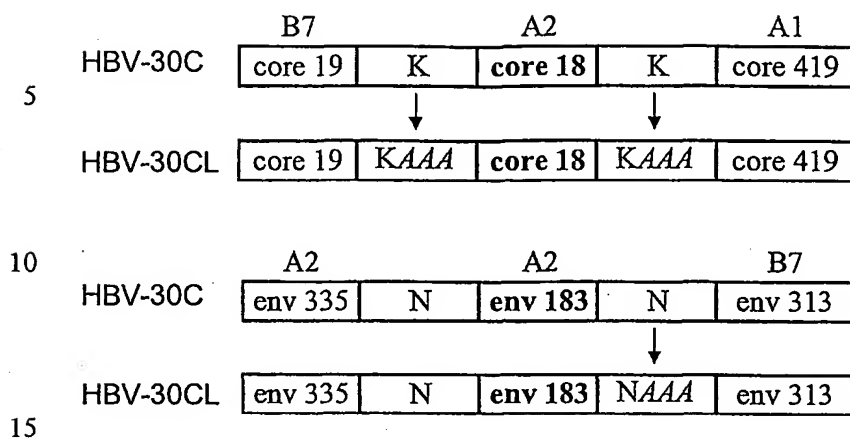 B7 A2 A1
HBV-30C core 19 K core 18 K core 419
5
HBV-30CL core 19 KAAA core 18 KAAA core 419
10
A2 A2 B7
HBV-30C env 335 N env 183 N env 313
HBV-30CL env 335 N env 183 NAAA env 313
15